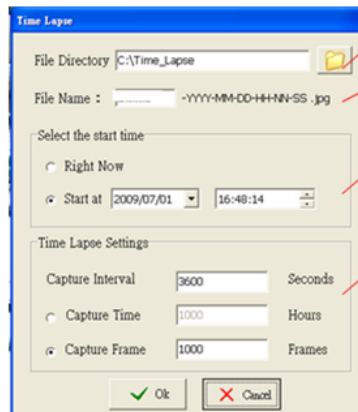 Time Lapse
File Directory C:\Time_Lapse
File Name : -YYYY-MM-DD-HH-NN-SS .jpg
Select the start time
Right Now
Start at 2009/07/01 16:48:14
Time Lapse Settings
Capture Interval 3600 Seconds
Capture Time 1000 Hours
Capture Frame 1000 Frames
Ok Cancel